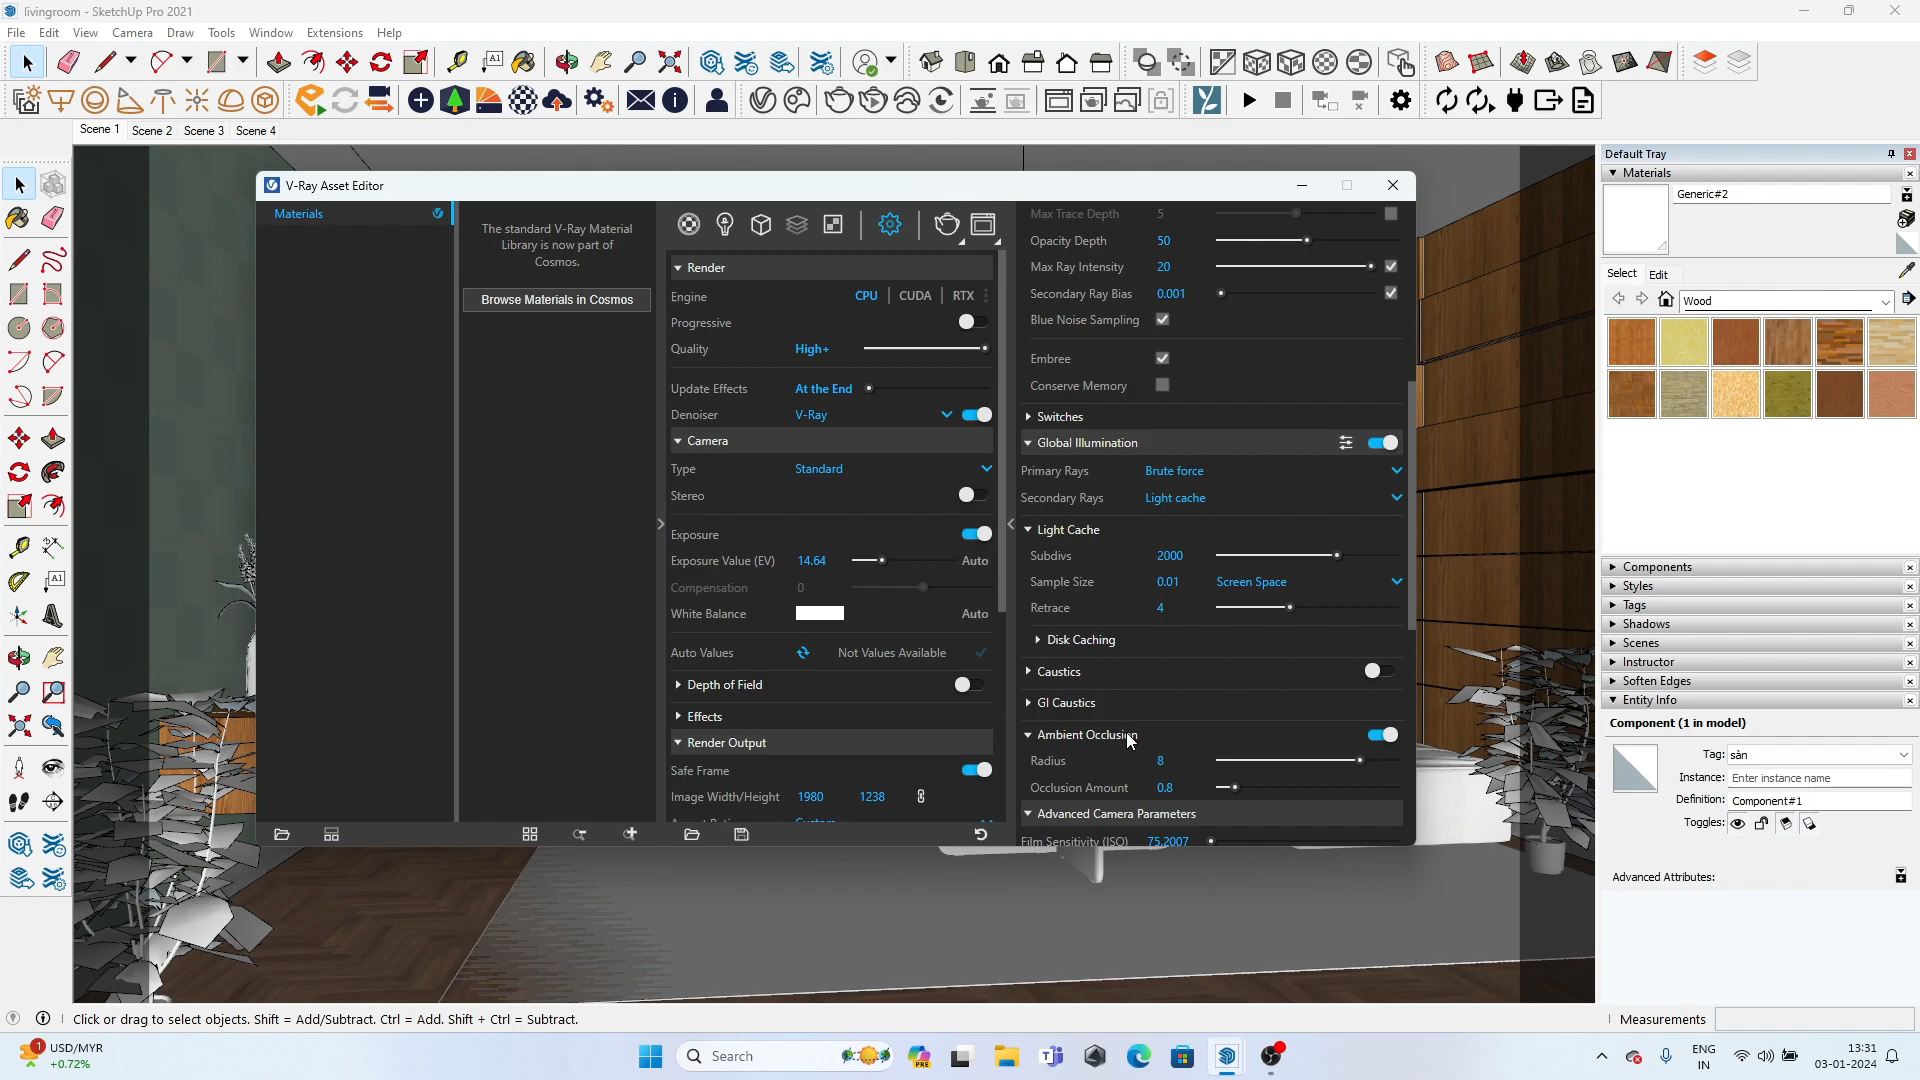 livingroom - SketchUp Pro 2021
File Edit View Camera Draw Tools Window Extensions Help
Scene 1 Scene 2 Scene 3 Scene 4
V-Ray Asset Editor
Materials
The standard V-Ray Material
Library is now part of
Cosmos.
Browse Materials in Cosmos
Render
Engine CPU CUDA RTX
Progressive
Quality High+
Update Effects At the End
Denoiser V-Ray
Camera
Type Standard
Stereo
Exposure
Exposure Value (EV) 14.64 Auto
Compensation 0
White Balance Auto
Auto Values Not Values Available
Depth of Field
Effects
Render Output
Safe Frame
Image Width/Height 1980 1238
Max Trace Depth 5
Opacity Depth 50
Max Ray Intensity 20
Secondary Ray Bias 0.001
Blue Noise Sampling
Embree
Conserve Memory
Switches
Global Illumination
Primary Rays Brute force
Secondary Rays Light cache
Light Cache
Subdivs 2000
Sample Size 0.01 Screen Space
Retrace 4
Disk Caching
Caustics
GI Caustics
Ambient Occlusion
Radius 8
Occlusion Amount 0.8
Advanced Camera Parameters
Film Sensitivity (ISO) 75.2007
Default Tray
Materials
Generic#2
Select Edit
Wood
Components
Styles
Tags
Shadows
Scenes
Instructor
Soften Edges
Entity Info
Component (1 in model)
Tag: sàn
Instance: Enter instance name
Definition: Component#1
Toggles:
Advanced Attributes:
Click or drag to select objects. Shift = Add/Subtract. Ctrl = Add. Shift + Ctrl = Subtract.
Measurements
1
USD/MYR
+0.72%
Search
PRE
ENG
IN
13:31
03-01-2024